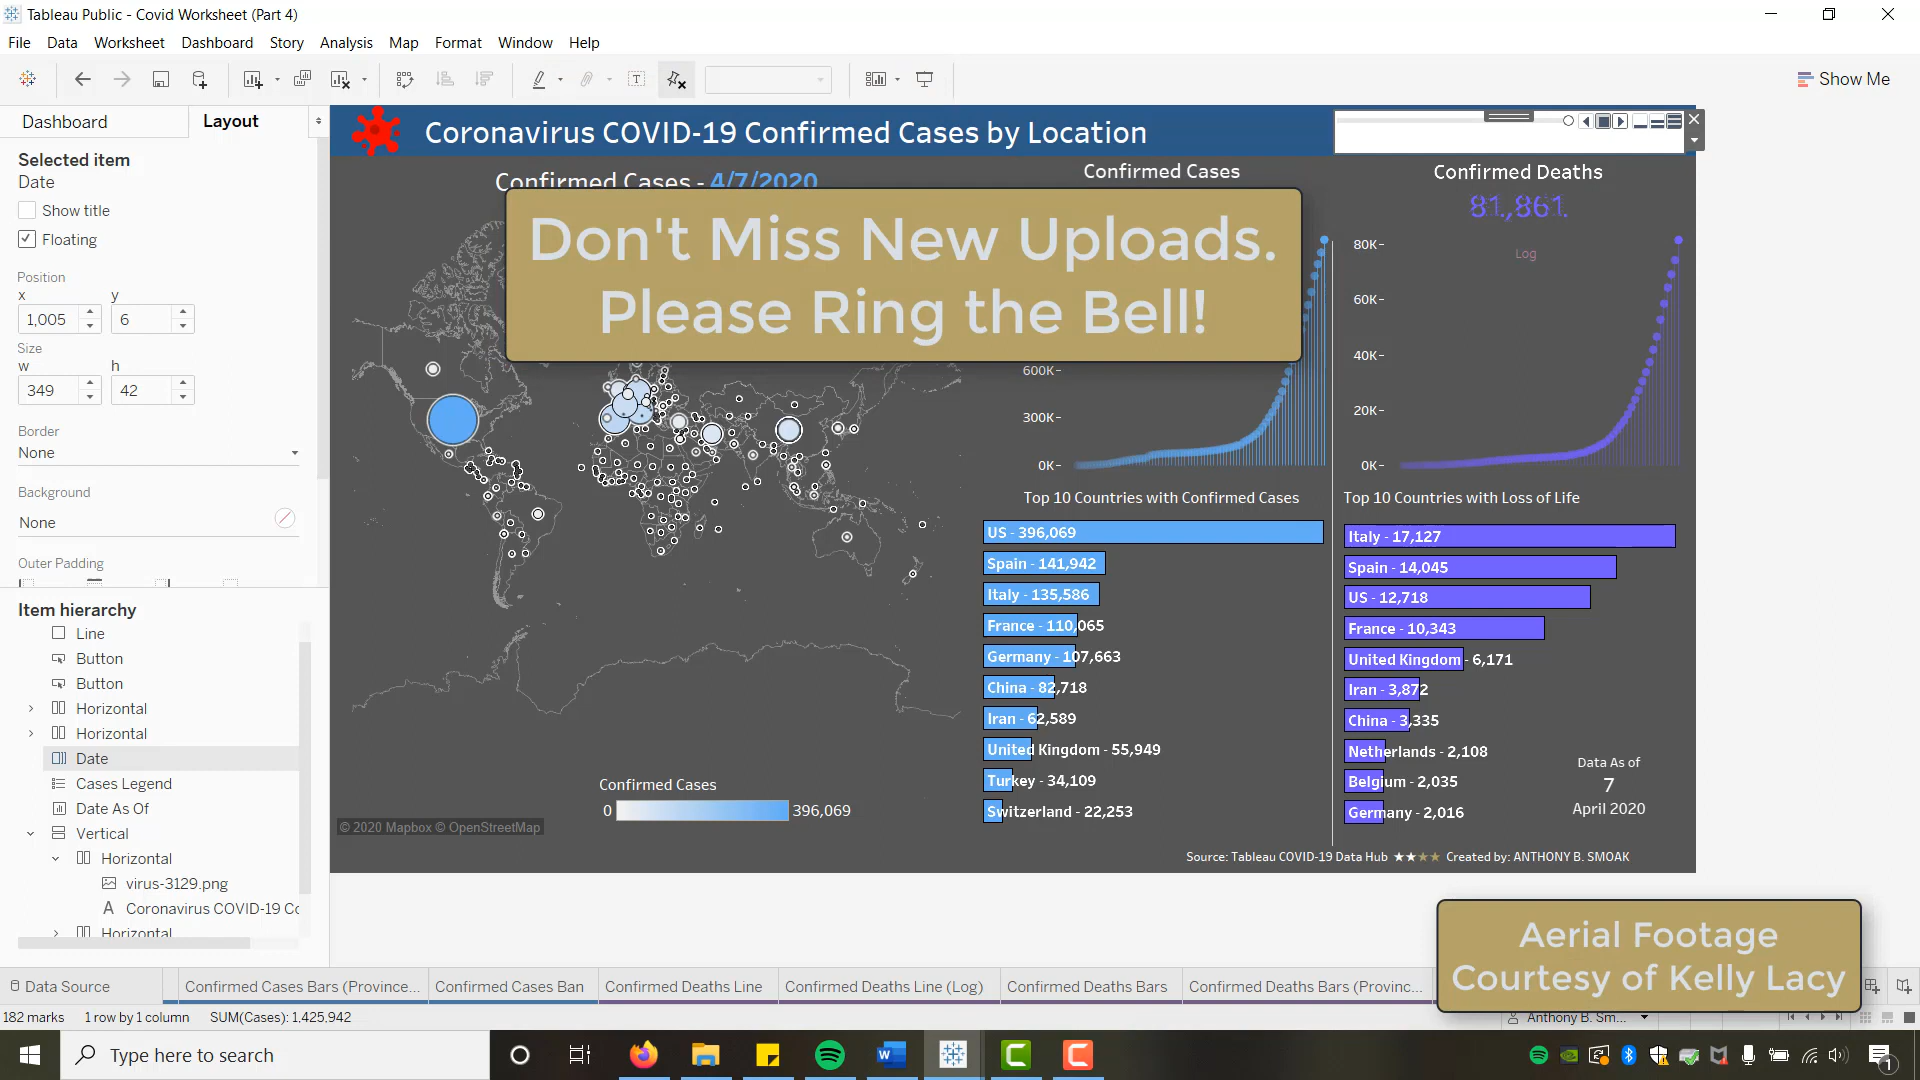 Tableau Public - Covid Worksheet (Part 4)
File Data Worksheet Dashboard Story Analysis Map Format Window Help
Show Me
Dashboard
Layout
Selected item
Date
Show title
Floating
Position
x y
1,005 6
Size
w h
349 42
Border
None
Background
None
Outer Padding
Item hierarchy
Line
Button
Button
Horizontal
Horizontal
Date
Cases Legend
Date As Of
Vertical
Horizontal
virus-3129.png
A Coronavirus COVID-19 Co
Horizontal
Coronavirus COVID-19 Confirmed Cases by Location
Confirmed Cases - 4/7/2020
Don't Miss New Uploads.
Please Ring the Bell!
Confirmed Cases
600K
300K
0K
Confirmed Deaths
81,861
Log
80K
60K
40K
20K
0K
Top 10 Countries with Confirmed Cases
US - 396,069
Spain - 141,942
Italy - 135,586
France - 110,065
Germany - 107,663
China - 82,718
Iran - 62,589
United Kingdom - 55,949
Turkey - 34,109
Switzerland - 22,253
Top 10 Countries with Loss of Life
Italy - 17,127
Spain - 14,045
US - 12,718
France - 10,343
United Kingdom - 6,171
Iran - 3,872
China - 3,335
Netherlands - 2,108
Belgium - 2,035
Germany - 2,016
Data As of
7
April 2020
Confirmed Cases
0 396,069
© 2020 Mapbox © OpenStreetMap
Source: Tableau COVID-19 Data Hub ★★★★ Created by: ANTHONY B. SMOAK
Aerial Footage
Courtesy of Kelly Lacy
Data Source
Confirmed Cases Bars (Province...
Confirmed Cases Ban
Confirmed Deaths Line
Confirmed Deaths Line (Log)
Confirmed Deaths Bars
Confirmed Deaths Bars (Provinc...
182 marks 1 row by 1 column SUM(Cases): 1,425,942
Anthony B. Sm...
Type here to search
1